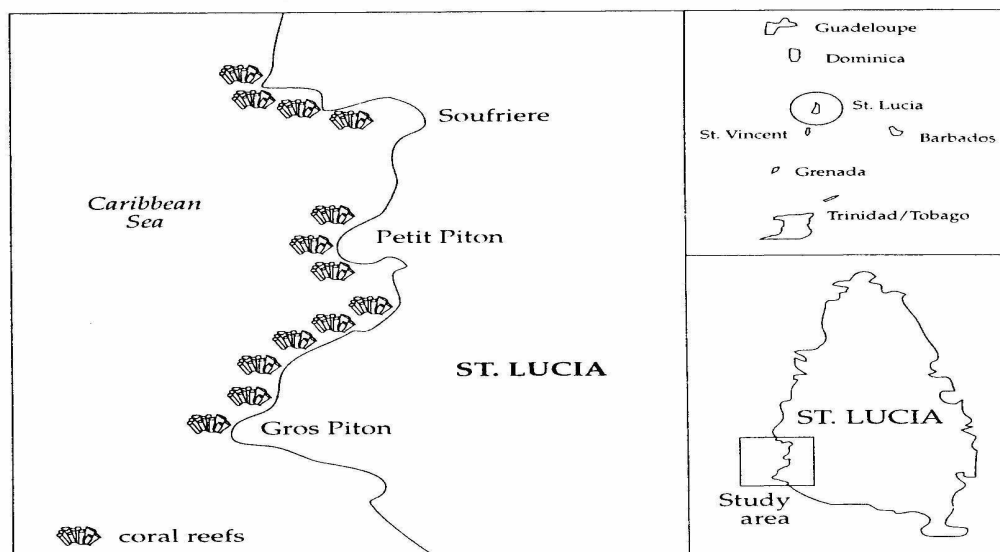 Soufriere
Caribbean
Sea
Petit Piton
ST. LUCIA
Gros Piton
coral reefs
Guadeloupe
Dominica
St. Lucia
St. Vincent
Barbados
Grenada
Trinidad/Tobago
ST. LUCIA
Study
area